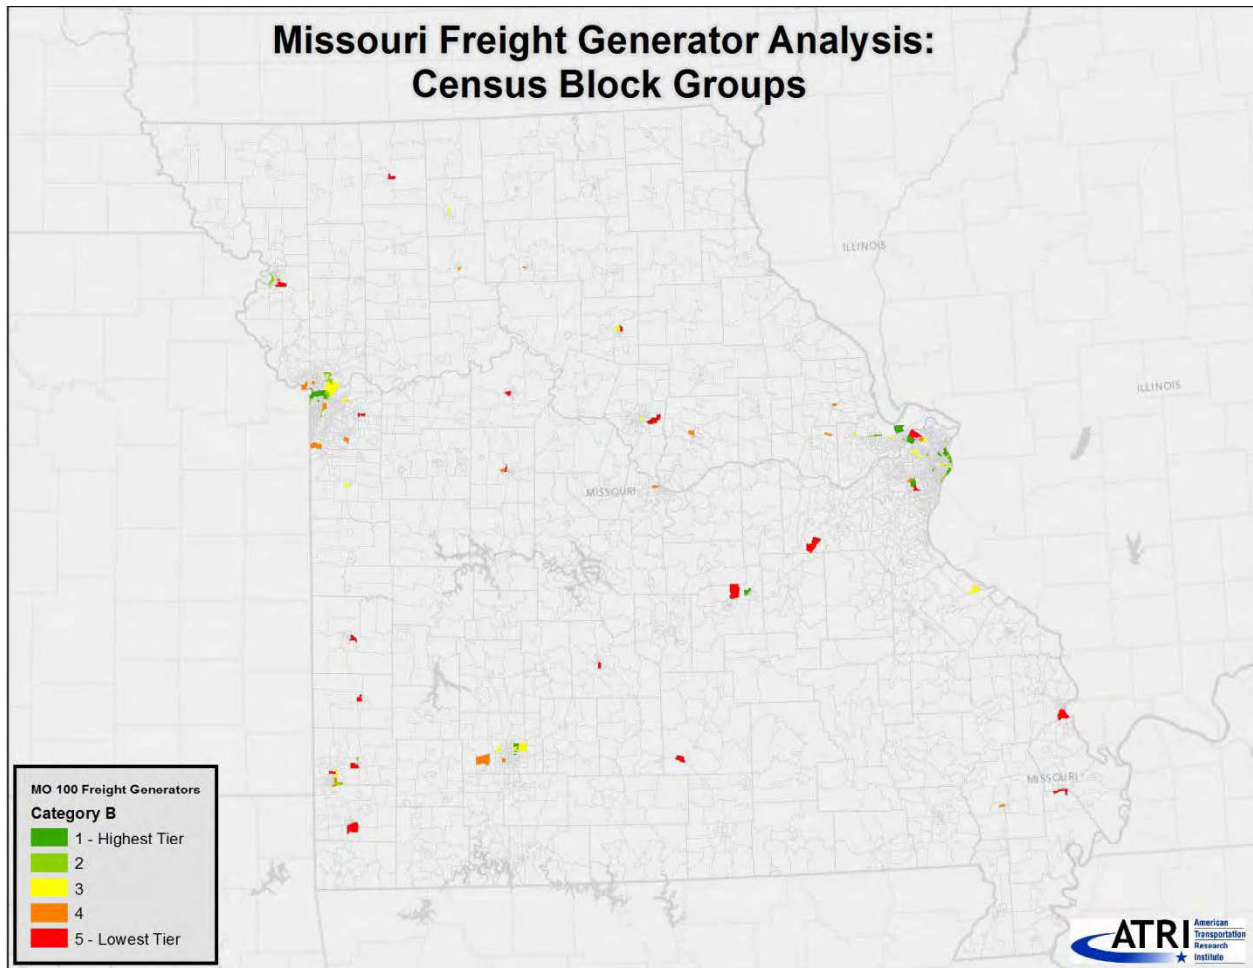 Missouri Freight Generator Analysis:
Census Block Groups
ILLINOIS
ILLINOIS
MISSOURI
MISSOURI
MO 100 Freight Generators
Category B
1 - Highest Tier
2
3
4
5 - Lowest Tier
ATRI
American
Transportation
Research
Institute